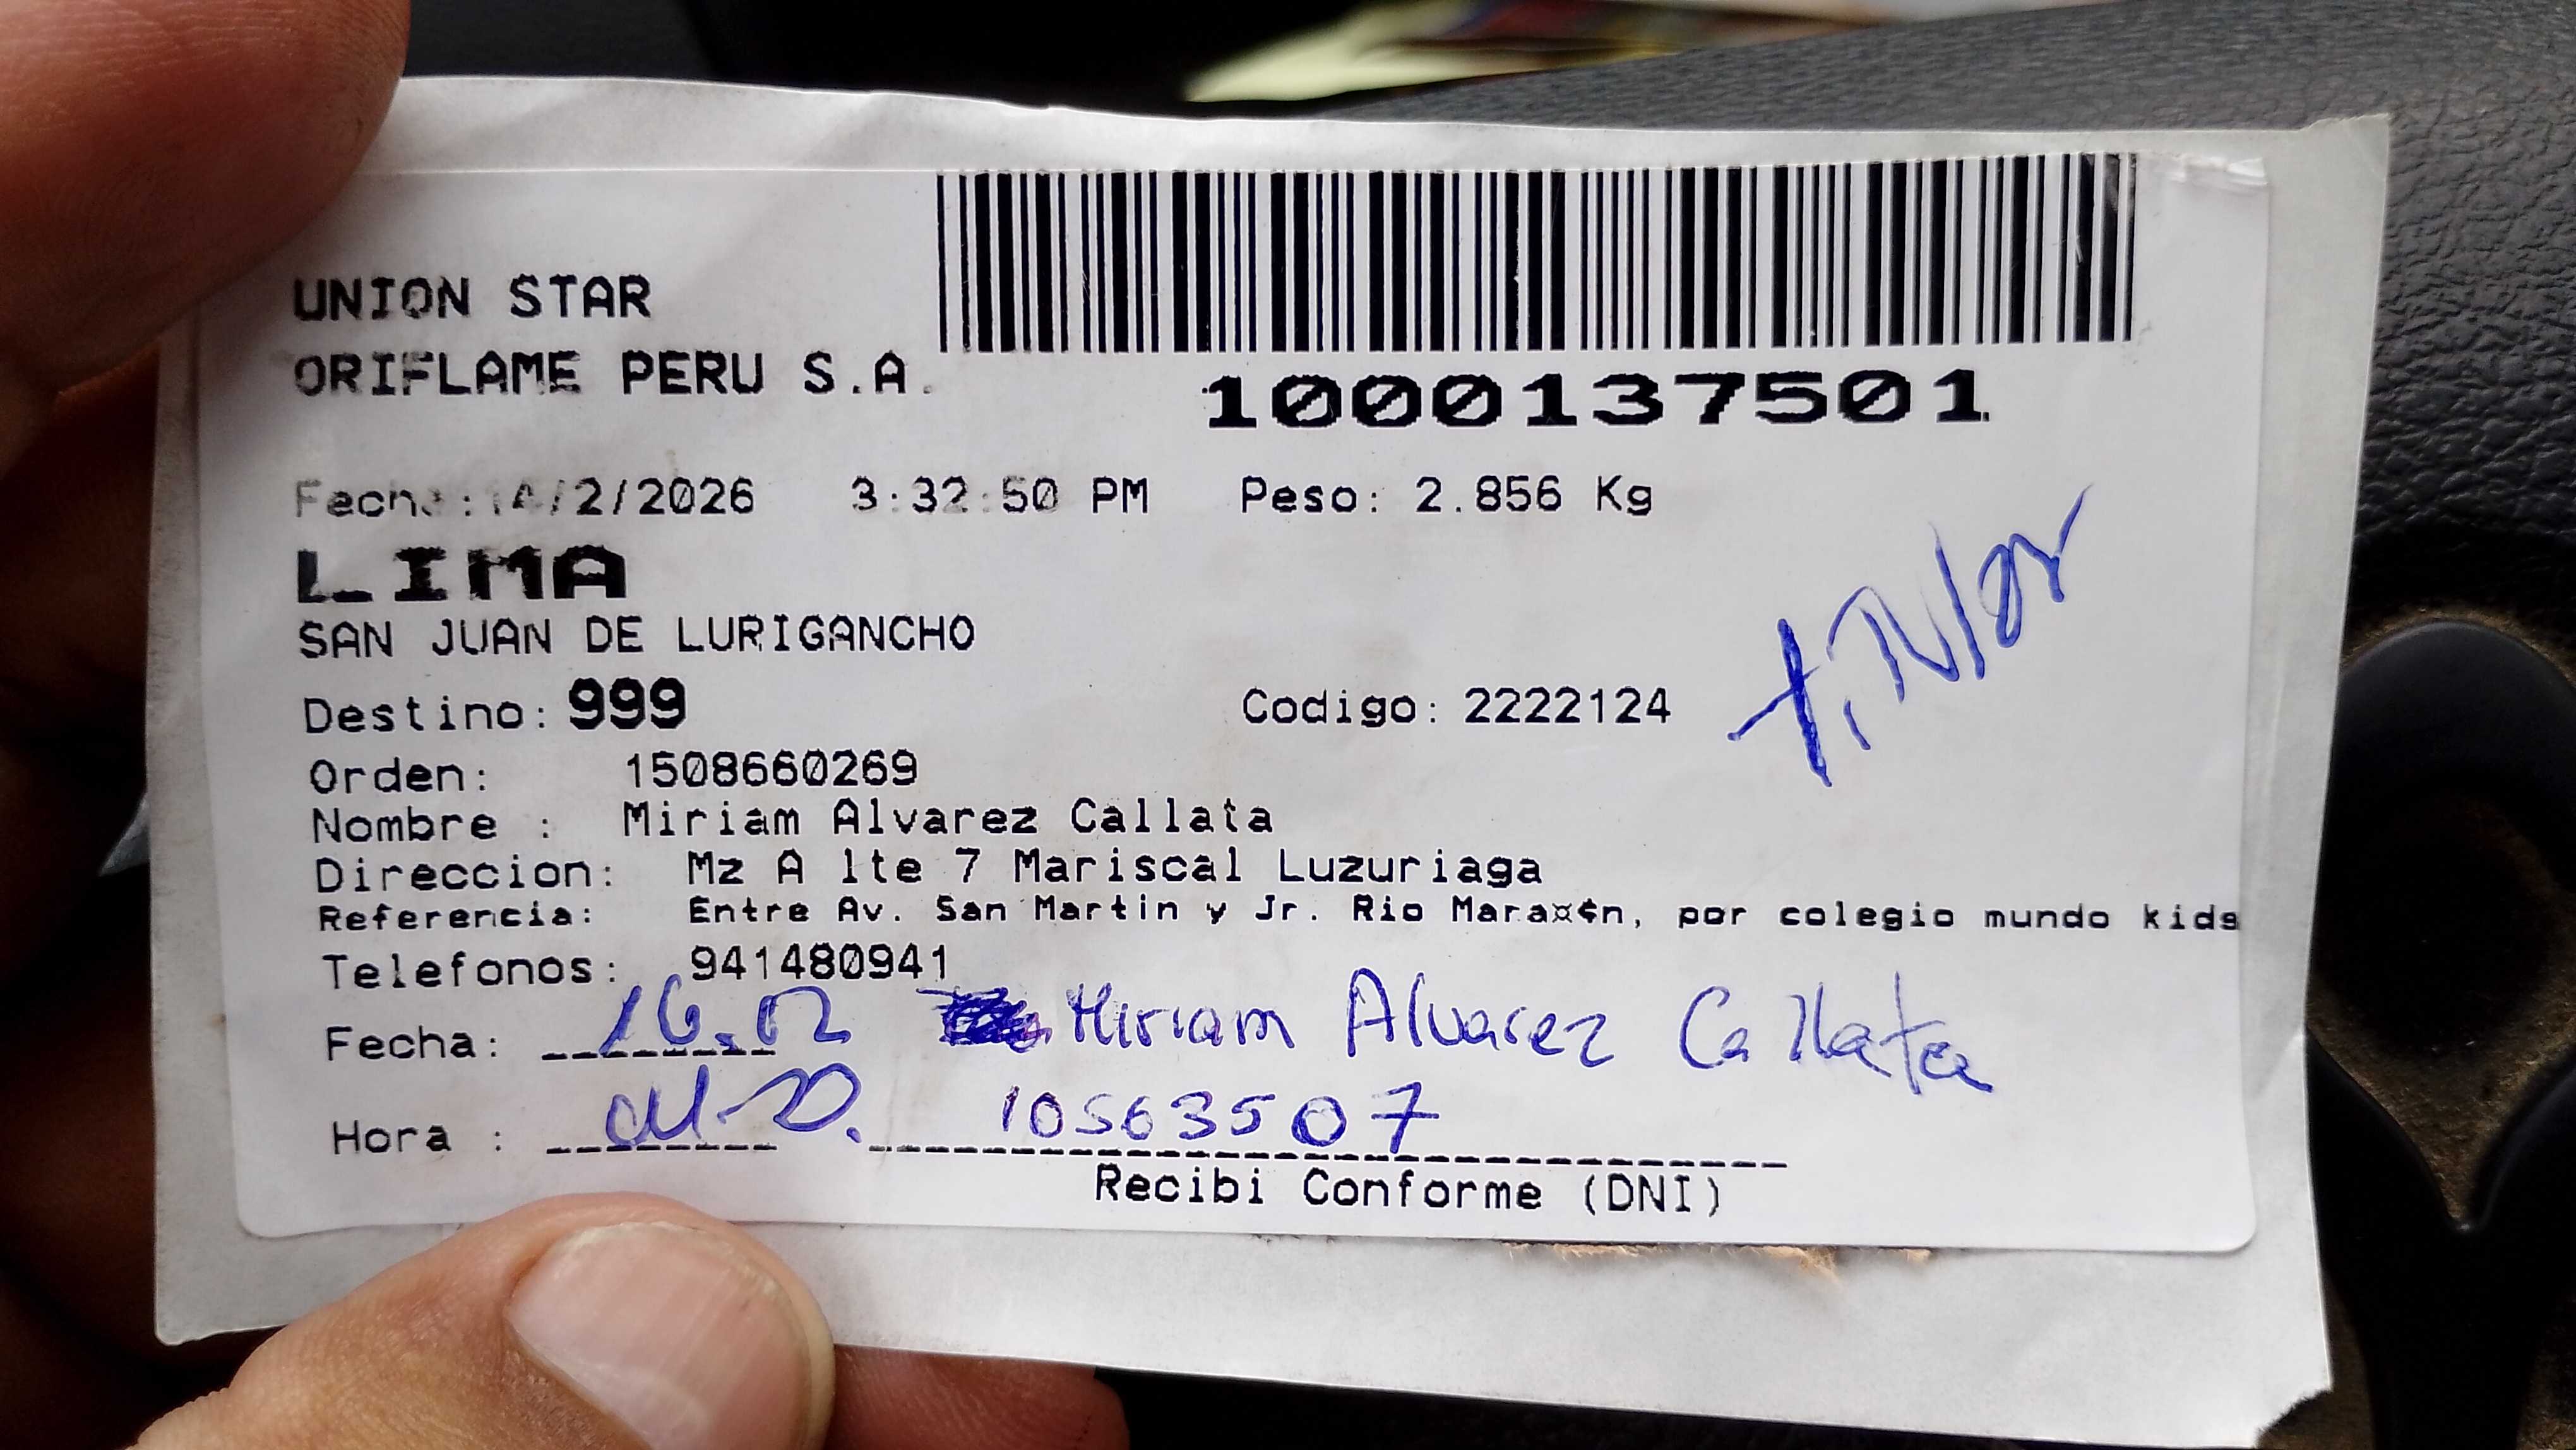 UNION STAR
ORIFLAME PERU S.A.
1000137501
Fecha:14/2/2026 3:32:50 PM Peso: 2.856 Kg
LIMA
SAN JUAN DE LURIGANCHO
Destino: 999 Codigo: 2222124
Orden: 1508660269
Nombre : Miriam Alvarez Callata
Direccion: Mz A lte 7 Mariscal Luzuriaga
Referencia: Entre Av. San Martin y Jr. Rio Mara¤¢n, por colegio mundo kids
Telefonos: 941480941
Fecha: 16.02 Miriam Alvarez Callata
Hora : 10563507
Recibi Conforme (DNI)